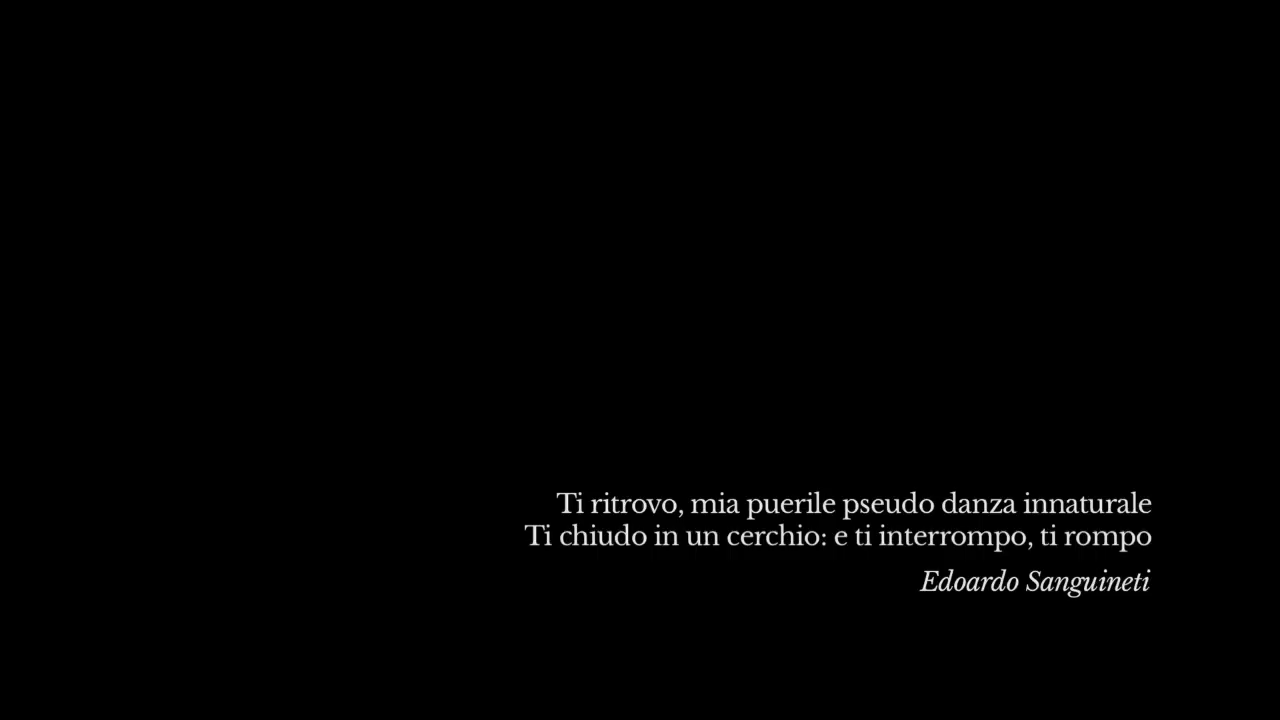 Ti ritrovo, mia puerile pseudo danza innaturale
Ti chiudo in un cerchio: e ti interrompo, ti rompo
Edoardo Sanguineti